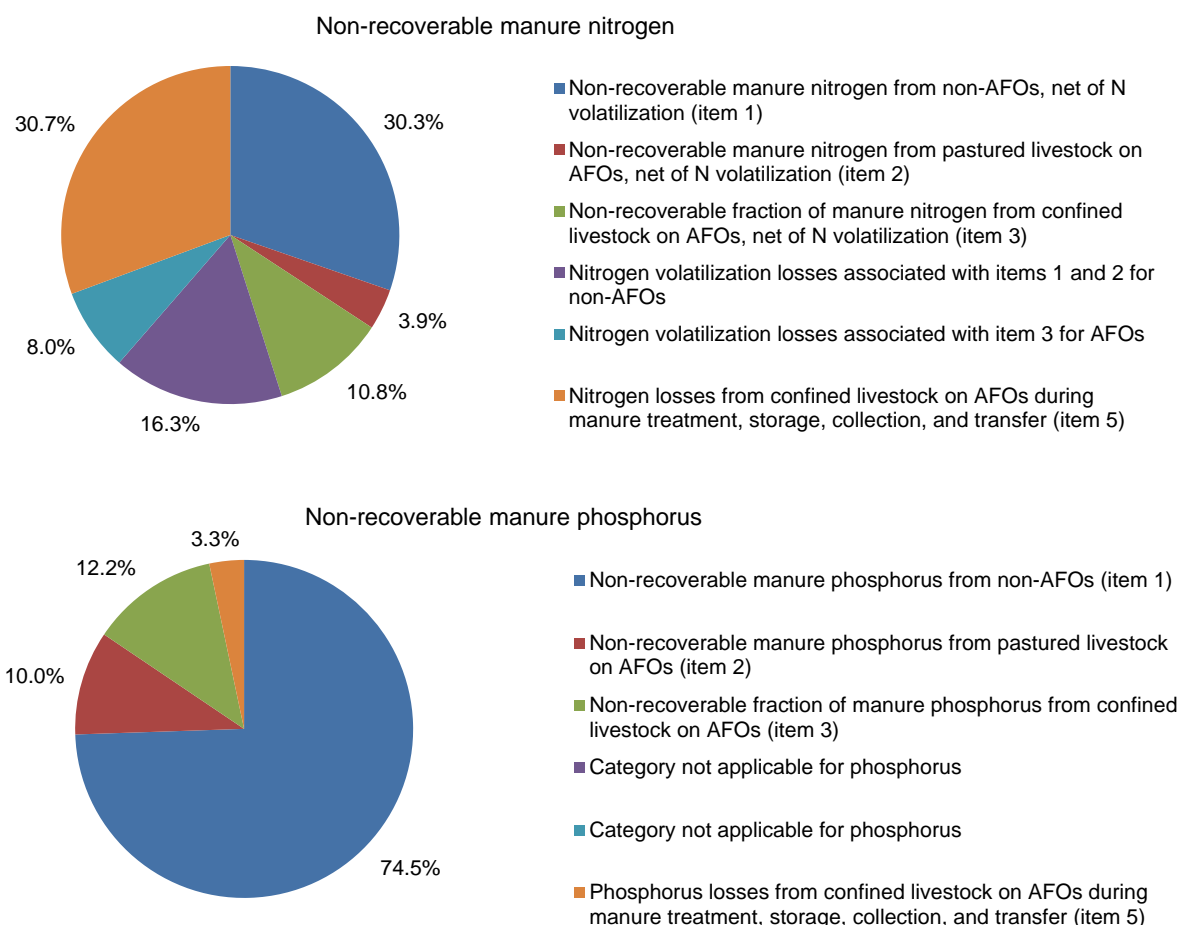 Non-recoverable manure nitrogen
30.7%
30.3%
3.9%
10.8%
16.3%
8.0%
Non-recoverable manure nitrogen from non-AFOs, net of N
volatilization (item 1)
Non-recoverable manure nitrogen from pastured livestock on
AFOs, net of N volatilization (item 2)
Non-recoverable fraction of manure nitrogen from confined
livestock on AFOs, net of N volatilization (item 3)
Nitrogen volatilization losses associated with items 1 and 2 for
non-AFOs
Nitrogen volatilization losses associated with item 3 for AFOs
Nitrogen losses from confined livestock on AFOs during
manure treatment, storage, collection, and transfer (item 5)
Non-recoverable manure phosphorus
3.3%
12.2%
10.0%
74.5%
Non-recoverable manure phosphorus from non-AFOs (item 1)
Non-recoverable manure phosphorus from pastured livestock
on AFOs (item 2)
Non-recoverable fraction of manure phosphorus from confined
livestock on AFOs (item 3)
Category not applicable for phosphorus
Category not applicable for phosphorus
Phosphorus losses from confined livestock on AFOs during
manure treatment, storage, collection, and transfer (item 5)